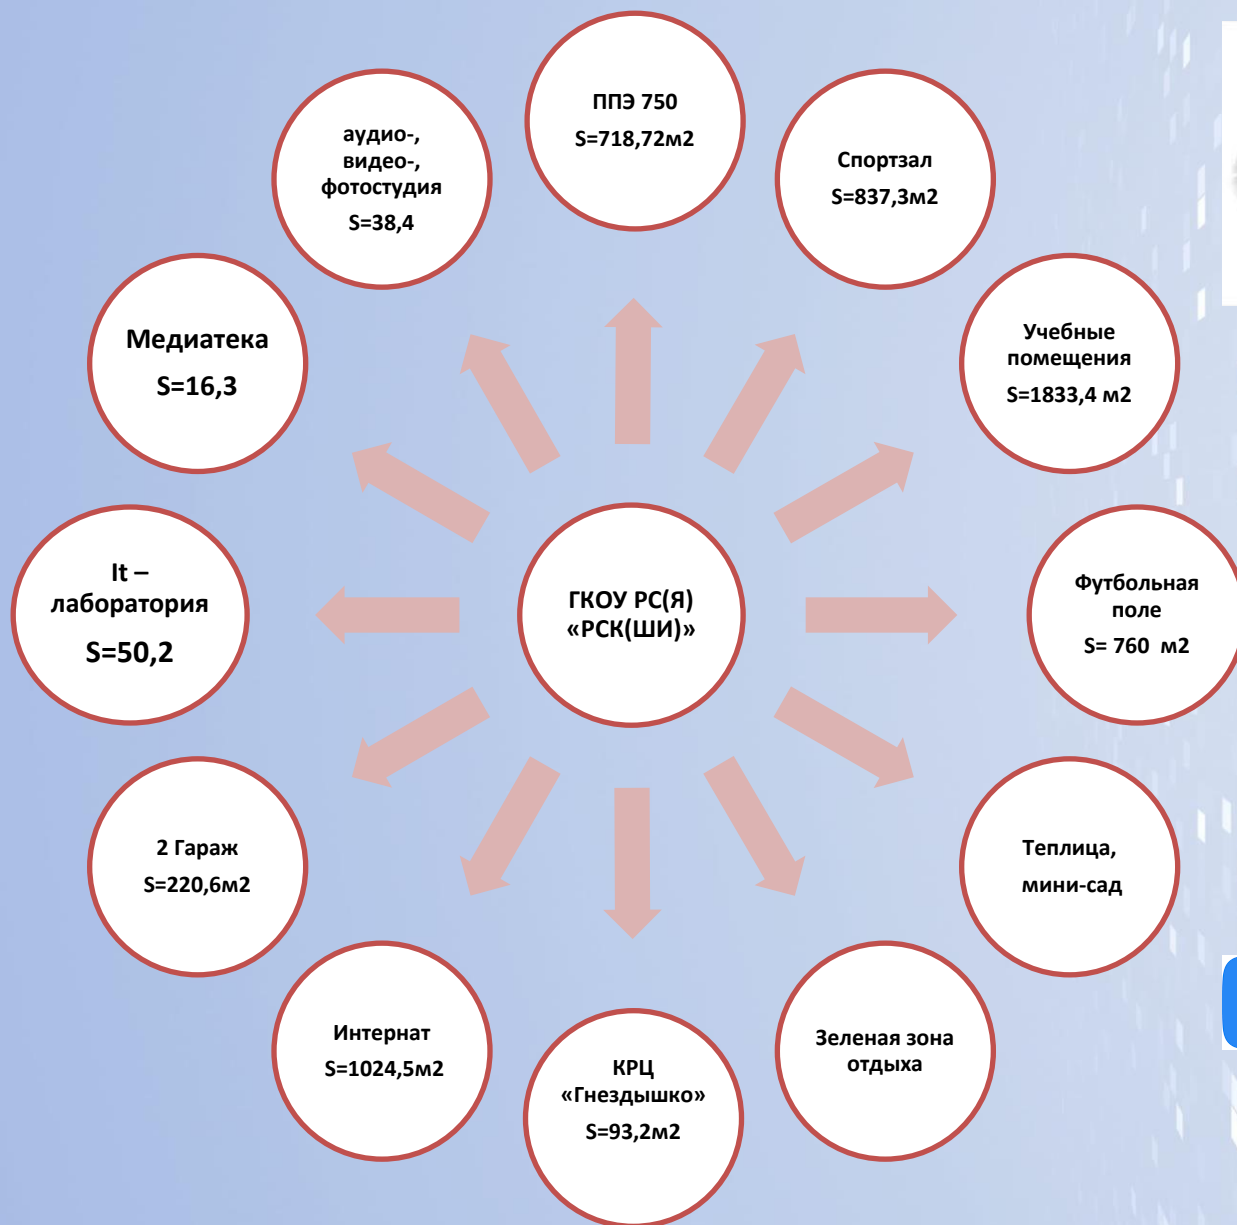 ППЭ 750
S=718,72м2
Спортзал
S=837,3м2
Учебные
помещения
S=1833,4 м2
Футбольная
поле
S= 760 м2
Теплица,
мини-сад
Зеленая зона
отдыха
КРЦ
«Гнездышко»
S=93,2м2
Интернат
S=1024,5м2
2 Гараж
S=220,6м2
It –
лаборатория
S=50,2
Медиатека
S=16,3
аудио-,
видео-,
фотостудия
S=38,4
ГКОУ РС(Я)
«РСК(ШИ)»